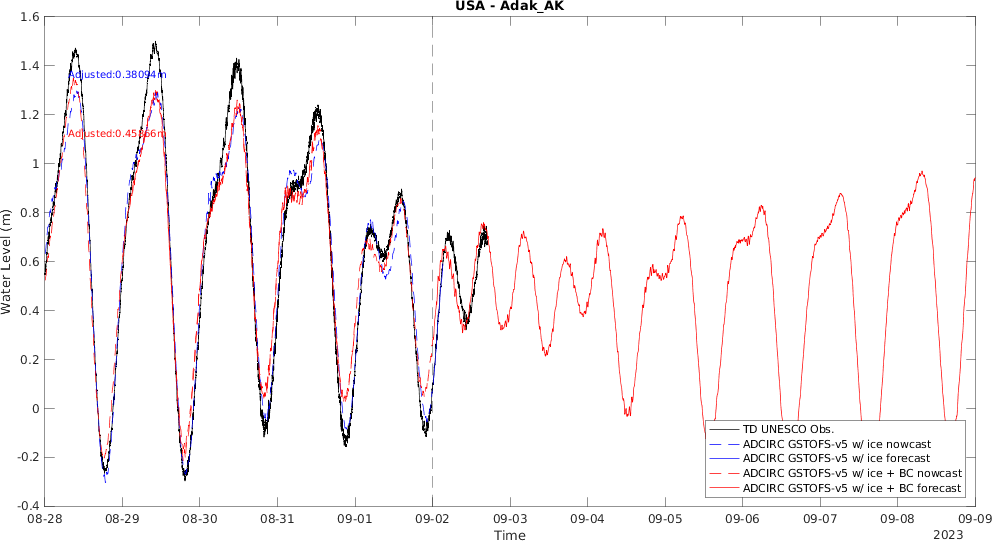 USA - Adak_AK
1.6
1.4
1.2
1
0.8
0.6
0.4
0.2
0
-0.2
-0.4
Water Level (m)
Adjusted:0.38094m
Adjusted:0.45366m
TD UNESCO Obs.
ADCIRC GSTOFS-v5 w/ ice nowcast
ADCIRC GSTOFS-v5 w/ ice forecast
ADCIRC GSTOFS-v5 w/ ice + BC nowcast
ADCIRC GSTOFS-v5 w/ ice + BC forecast
08-28 08-29 08-30 08-31 09-01 09-02 09-03 09-04 09-05 09-06 09-07 09-08 09-09
Time
2023